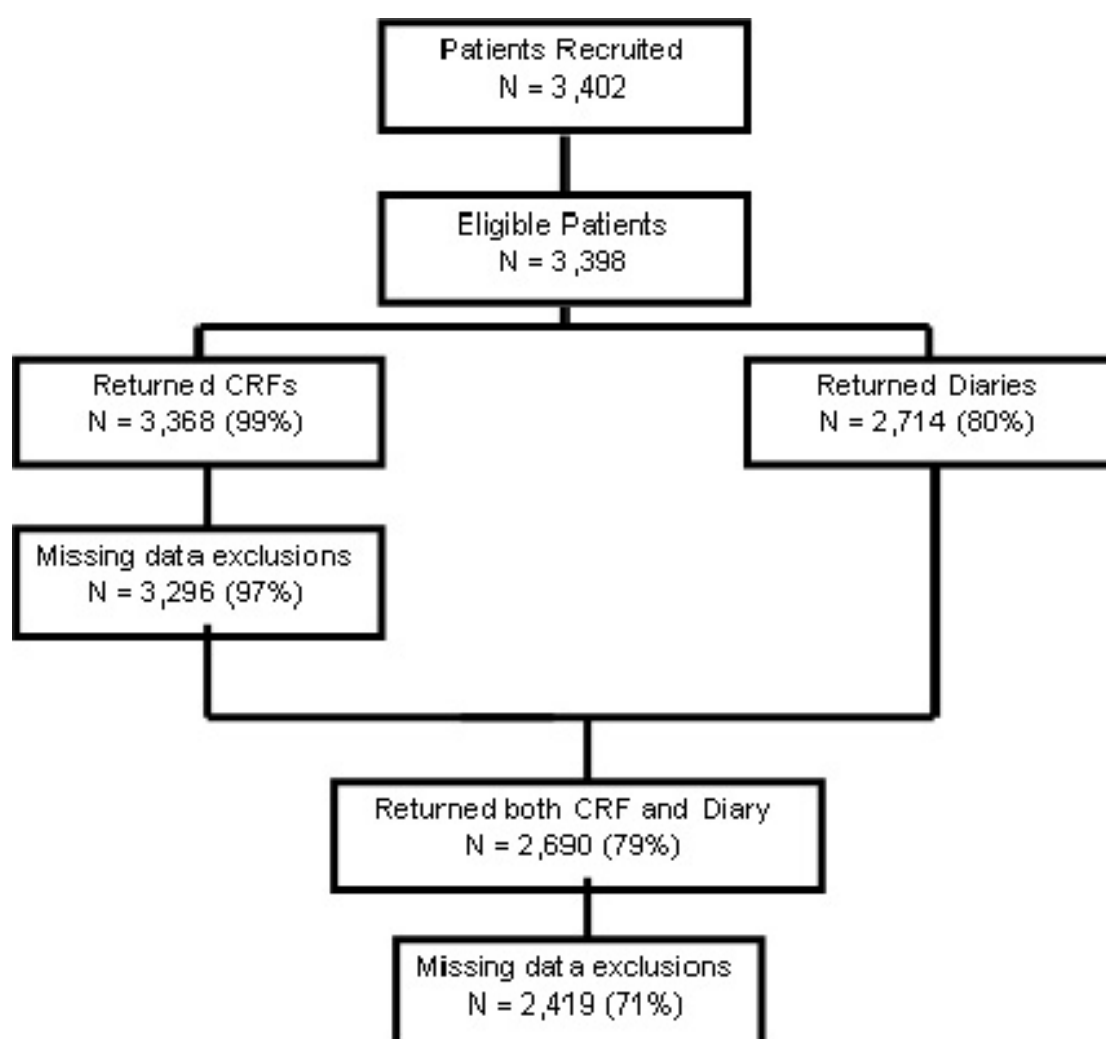 Patients Recruited
N = 3,402
Eligible Patients
N = 3,398
Returned CRFs
N = 3,368 (99%)
Returned Diaries
N = 2,714 (80%)
Missing data exclusions
N = 3,296 (97%)
Returned both CRF and Diary
N = 2,690 (79%)
Missing data exclusions
N = 2,419 (71%)